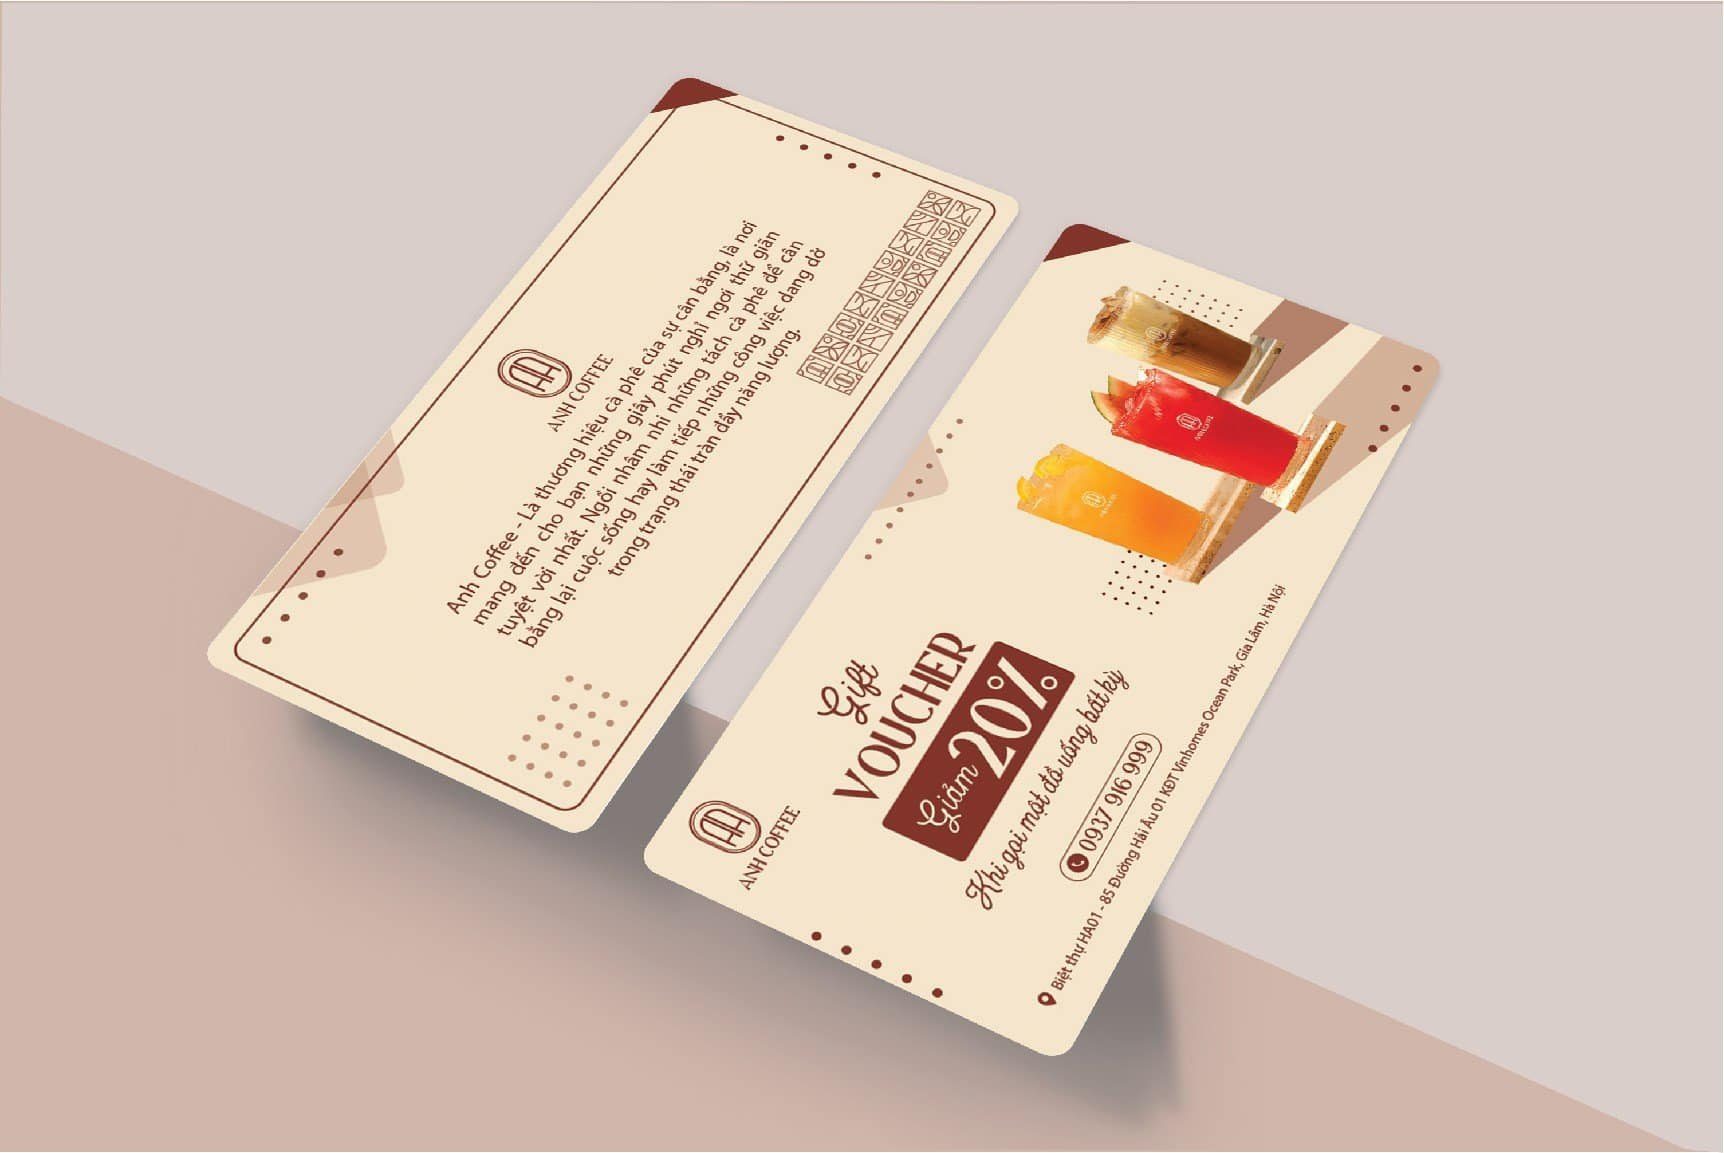 ANH COFFEE
Anh Coffee - Là thương hiệu cà phê của sự cân bằng, là nơi
mang đến cho bạn những giây phút nghỉ ngơi thử giãn
tuyệt vời nhất. Ngồi nhâm nhi những tách cà phê để cân
bằng lại cuộc sống hay làm tiếp những công việc dang dở
trong trạng thái tràn đầy năng lượng.
ANH COFFEE
Gift
VOUCHER
Giảm 20%
Khi gọi một đồ uống bất kỳ
0937 916 999
Biệt thự HA01 - 85 Đường Hải Âu 01 KĐT Vinhomes Ocean Park, Gia Lâm, Hà Nội